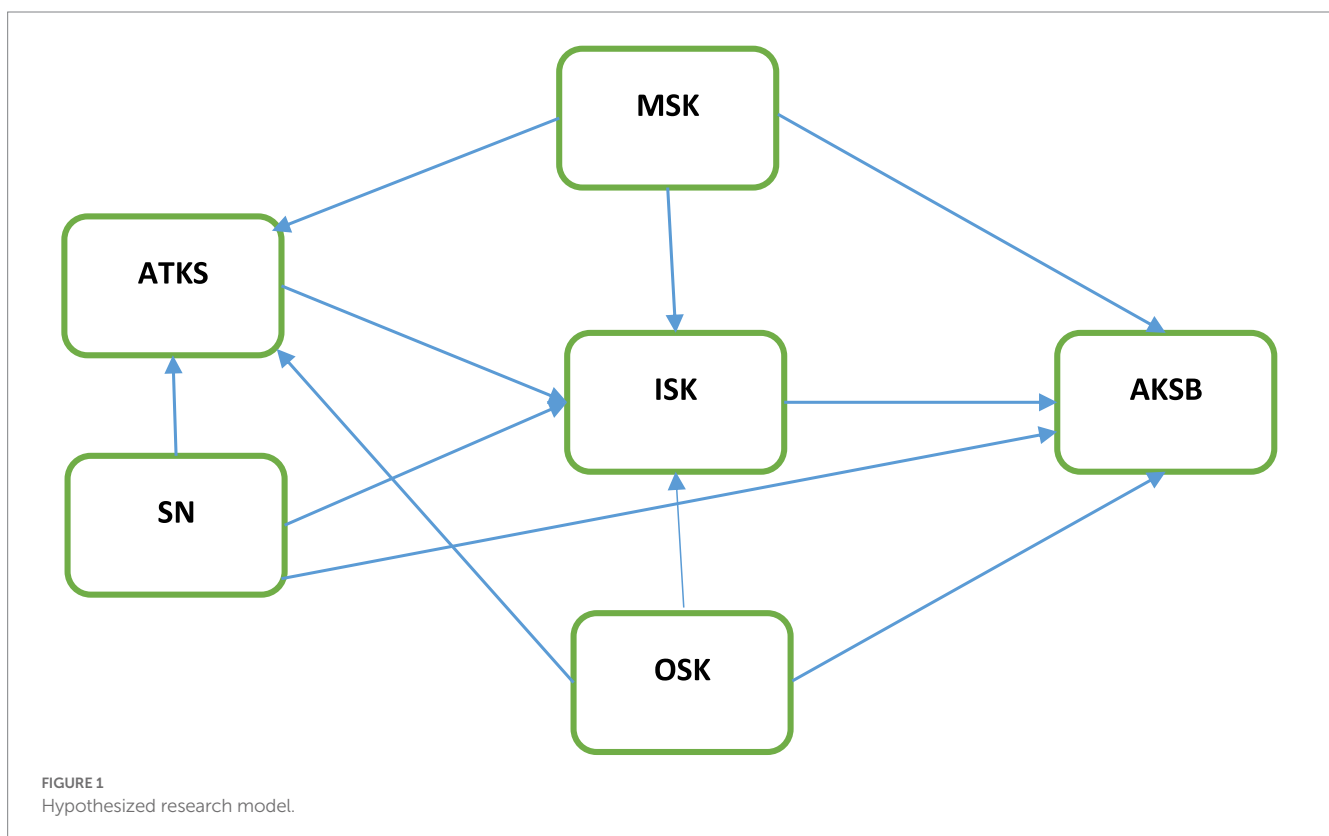 MSK
ATKS
ISK
AKSB
SN
OSK
FIGURE 1
Hypothesized research model.